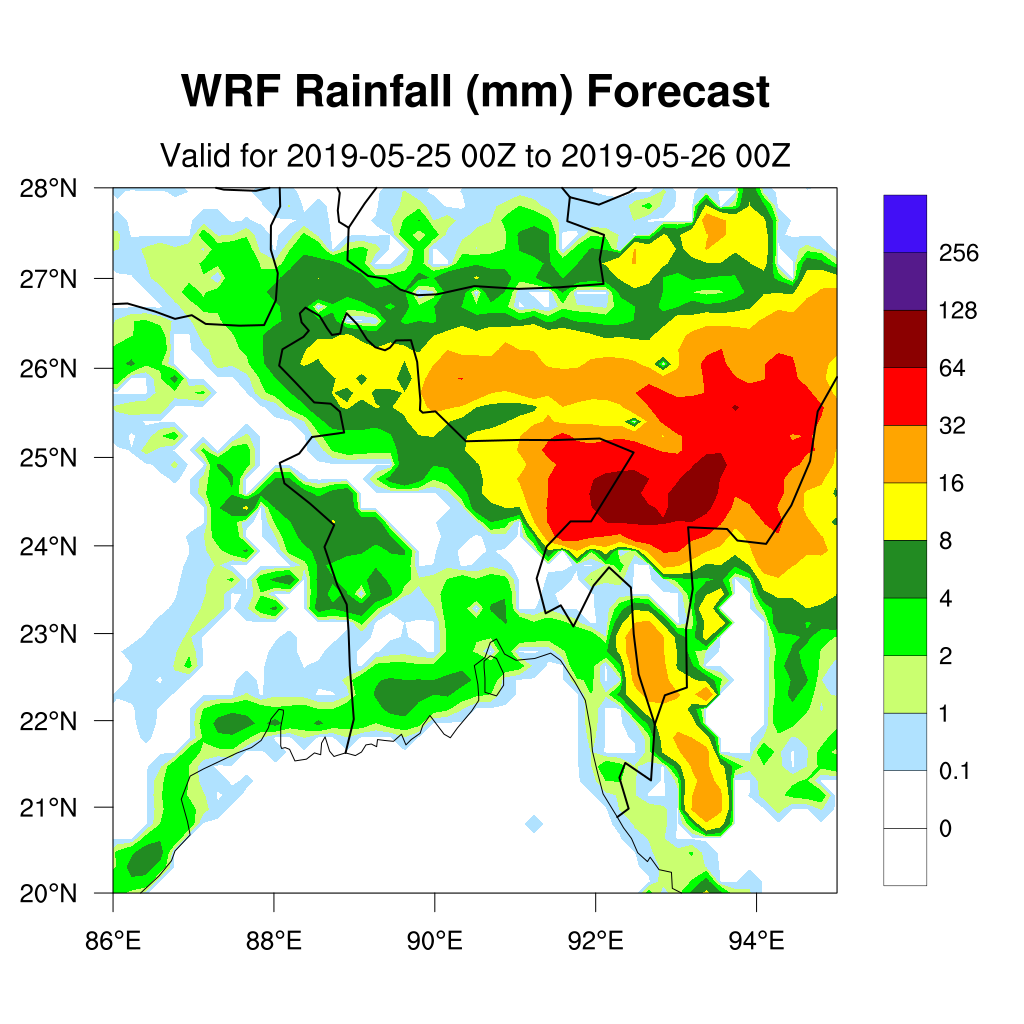 WRF Rainfall (mm) Forecast
Valid for 2019-05-25 00Z to 2019-05-26 00Z
28°N
27°N
26°N
25°N
24°N
23°N
22°N
21°N
20°N
86°E
88°E
90°E
92°E
94°E
256
128
64
32
16
8
4
2
1
0.1
0